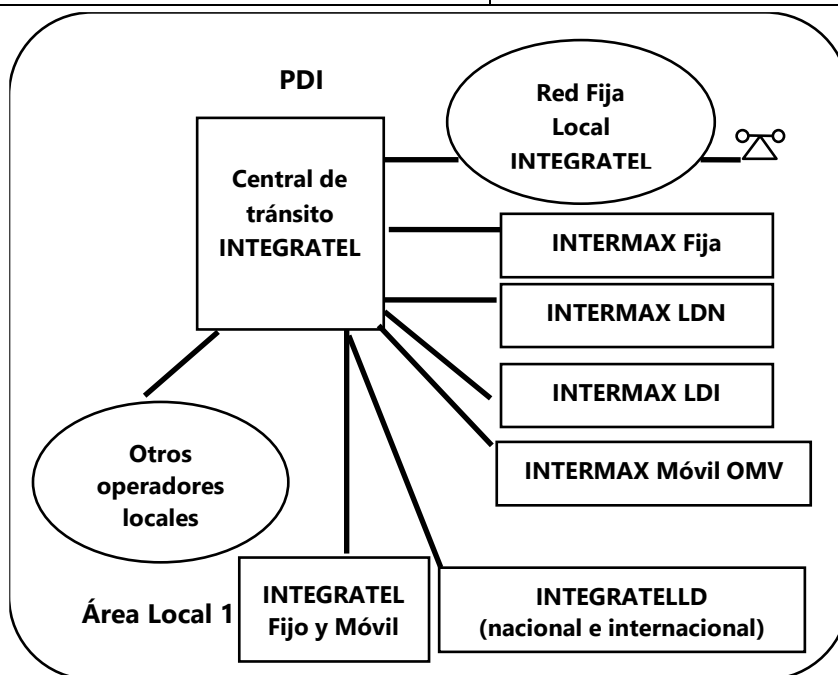 PDI
Red Fija
Local
INTEGRATEL
Central de
tránsito
INTEGRATEL
INTERMAX Fija
INTERMAX LDN
INTERMAX LDI
INTERMAX Móvil OMV
Otros
operadores
locales
Área Local 1
INTEGRATEL
Fijo y Móvil
INTEGRATELLD
(nacional e internacional)